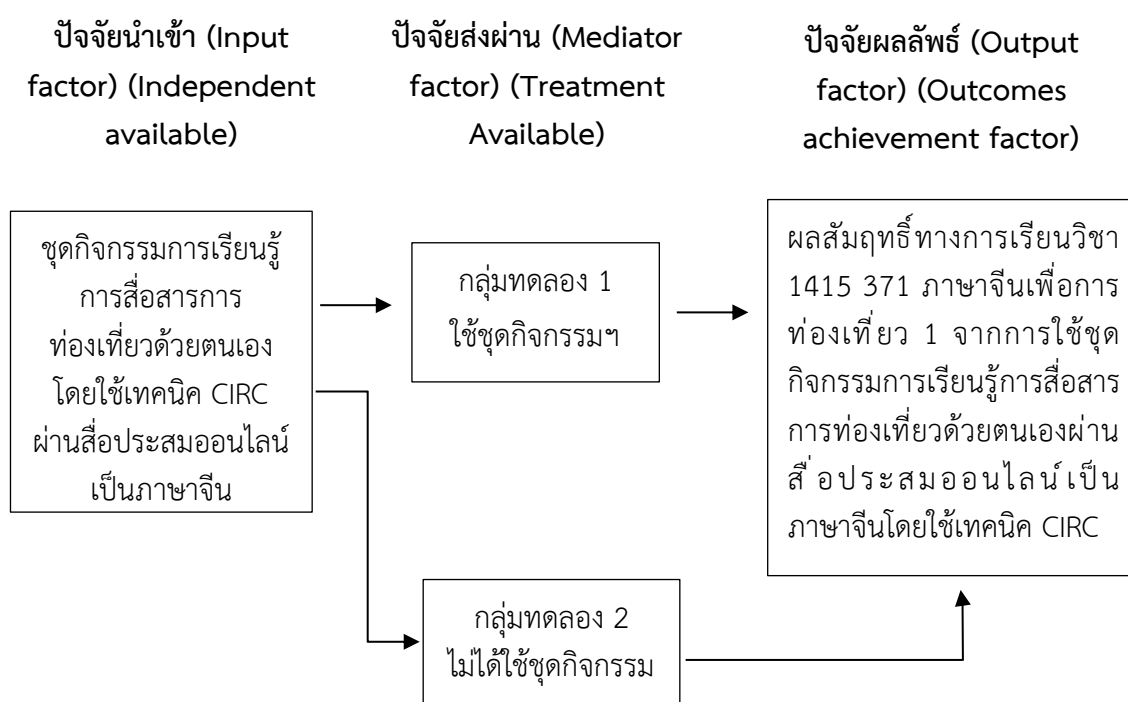 ปัจจัยนำเข้า (Input
factor) (Independent
available)
ปัจจัยส่งผ่าน (Mediator
factor) (Treatment
Available)
ปัจจัยผลลัพธ์ (Output
factor) (Outcomes
achievement factor)
ชุดกิจกรรมการเรียนรู้
การสื่อสารการ
ท่องเที่ยวด้วยตนเอง
โดยใช้เทคนิค CIRC
ผ่านสื่อประสมออนไลน์
เป็นภาษาจีน
กลุ่มทดลอง 1
ใช้ชุดกิจกรรมฯ
ผลสัมฤทธิ์ทางการเรียนวิชา
1415 371 ภาษาจีนเพื่อการ
ท่องเที่ยว 1 จากการใช้ชุด
กิจกรรมการเรียนรู้การสื่อสาร
การท่องเที่ยวด้วยตนเองผ่าน
สื่อประสมออนไลน์เป็น
ภาษาจีนโดยใช้เทคนิค CIRC
กลุ่มทดลอง 2
ไม่ได้ใช้ชุดกิจกรรม